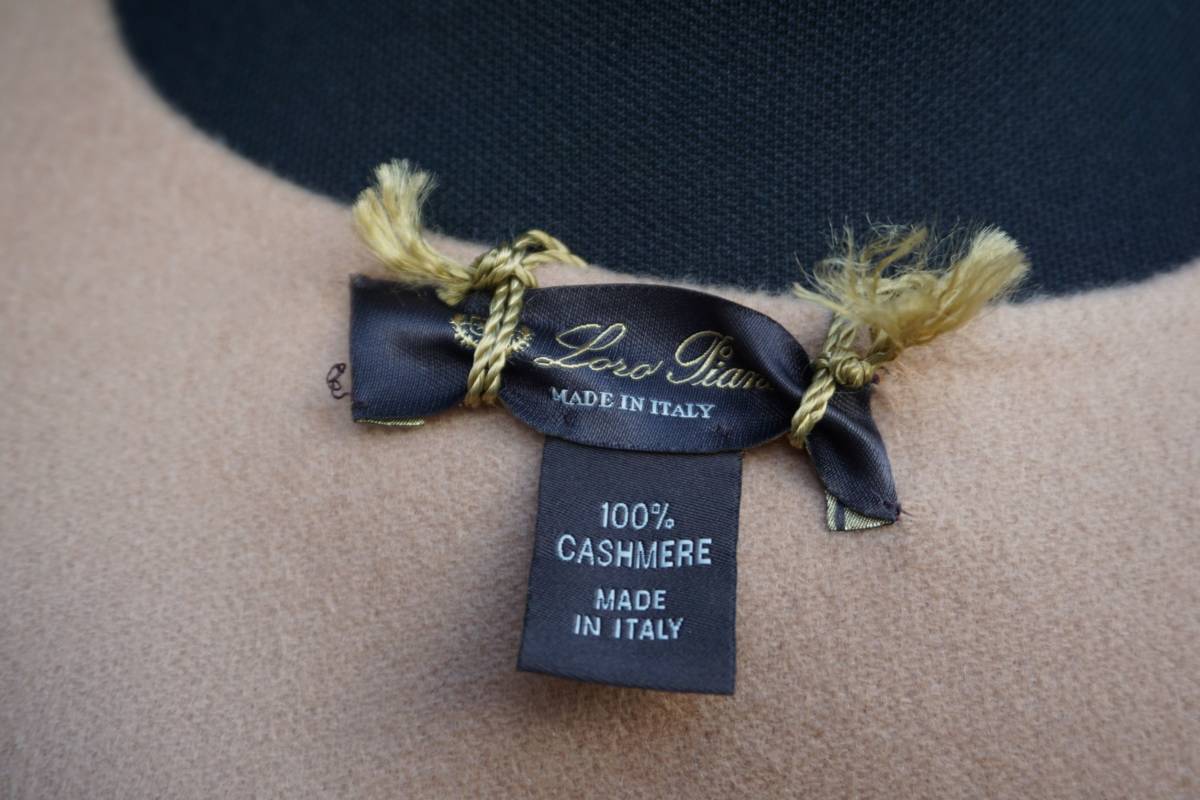 Loro Piana
MADE IN ITALY
100%
CASHMERE
MADE
IN ITALY